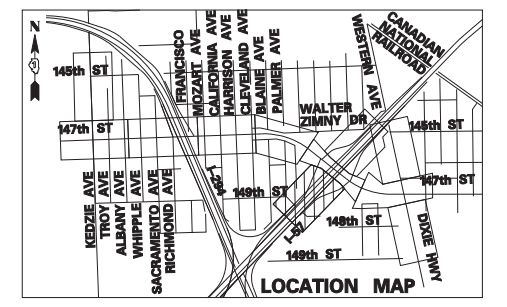 N
CANADIAN
NATIONAL
RAILROAD
WESTERN AVE
FRANCISCO
MOZART AVE
CALIFORNIA AVE
HARRISON AVE
CLEVELAND AVE
BLAINE AVE
PALMER AVE
145th ST
WALTER
ZIMNY DR
147th ST
145th ST
I-294
149th ST
147th ST
KEDZIE AVE
TROY AVE
ALBANY AVE
WHIPPLE AVE
SACRAMENTO AVE
RICHMOND AVE
148th ST
I-57
DIXIE HWY
149th ST
LOCATION MAP